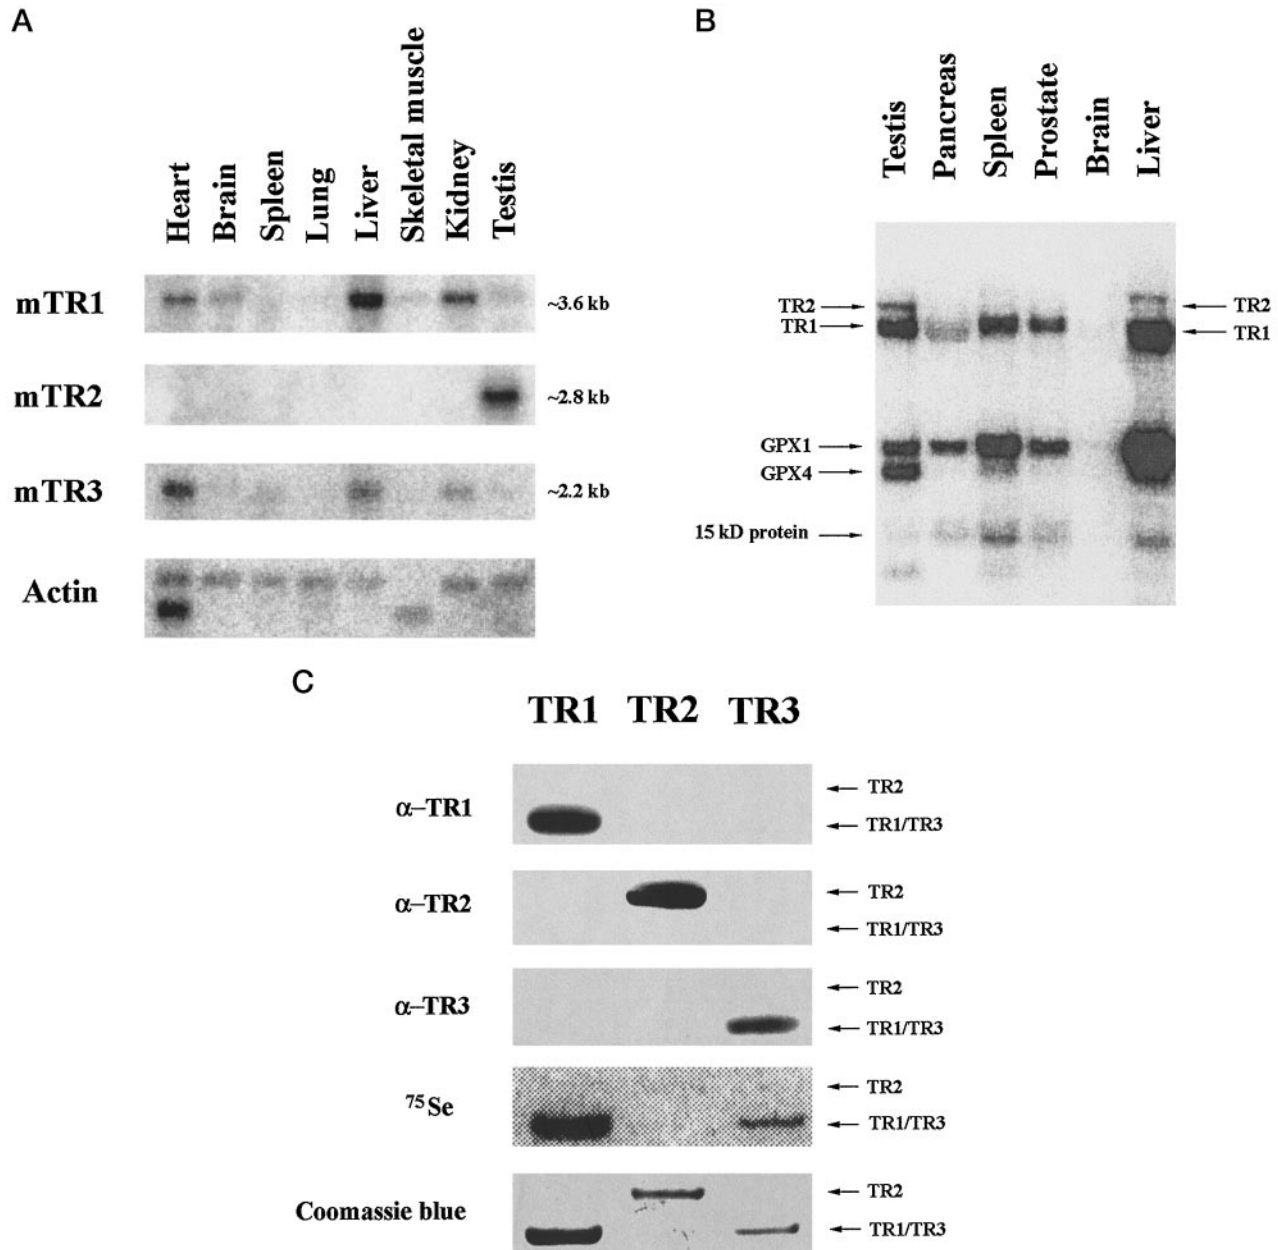 A
Heart
Brain
Spleen
Lung
Liver
Skeletal muscle
Kidney
Testis
mTR1
~3.6 kb
mTR2
~2.8 kb
mTR3
~2.2 kb
Actin
B
Testis
Pancreas
Spleen
Prostate
Brain
Liver
TR2
TR2
TR1
TR1
GPX1
GPX4
15 kD protein
C
TR1 TR2 TR3
α–TR1
TR2
TR1/TR3
α–TR2
TR2
TR1/TR3
α–TR3
TR2
TR1/TR3
⁷⁵Se
TR2
TR1/TR3
Coomassie blue
TR2
TR1/TR3